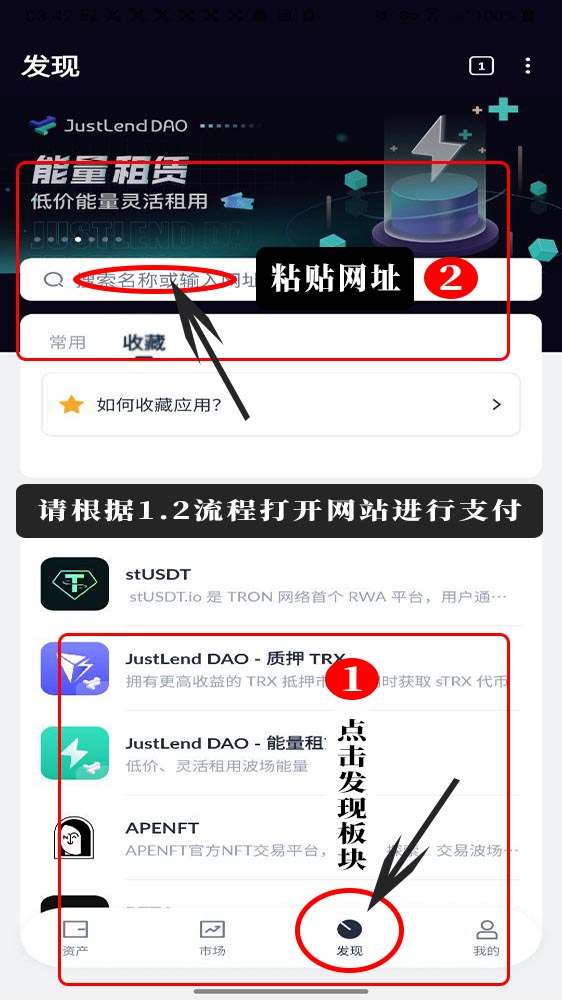 03:42
100%
发现
1
JustLend DAO
能量租赁
低价能量灵活租用
搜索名称或输入网址
粘贴网址
2
常用 收藏
如何收藏应用?
请根据1.2流程打开网站进行支付
stUSDT
stUSDT.io 是 TRON 网络首个 RWA 平台，用户通…
JustLend DAO - 质押 TRX
拥有更高收益的 TRX 抵押市
时获取 sTRX 代币
1
点击发现板块
JustLend DAO - 能量租
低价、灵活租用波场能量
APENFT
APENFT官方NFT交易平台，
探索、交易波场…
资产
市场
发现
我的